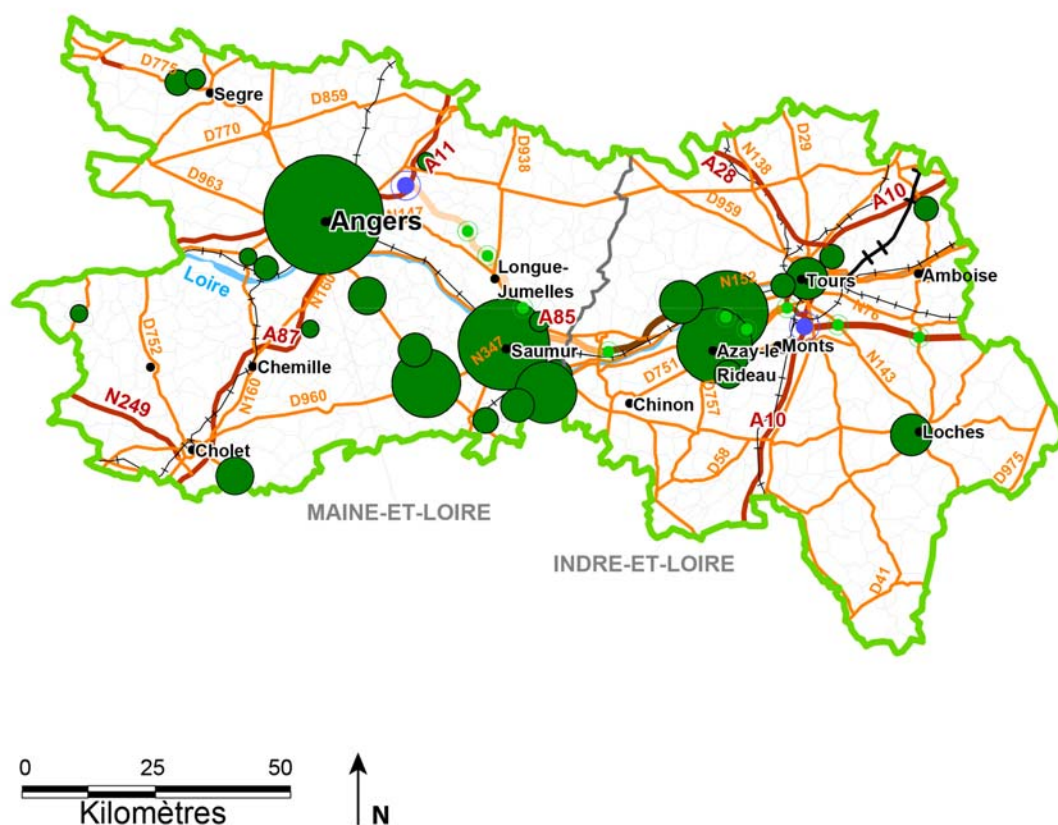 D775
Segre
D859
D770
A11
D938
D963
N147
Angers
N138
D29
A28
A10
D959
Loire
N160
Longue-
Jumelles
N152
Tours
Amboise
N76
A87
A85
D752
N347
Saumur
Azay-le
Rideau
Monts
Chemille
D751
N143
N249
N160
D960
D757
Chinon
A10
Loches
Cholet
D58
D975
MAINE-ET-LOIRE
INDRE-ET-LOIRE
D41
0 25 50
Kilomètres
N